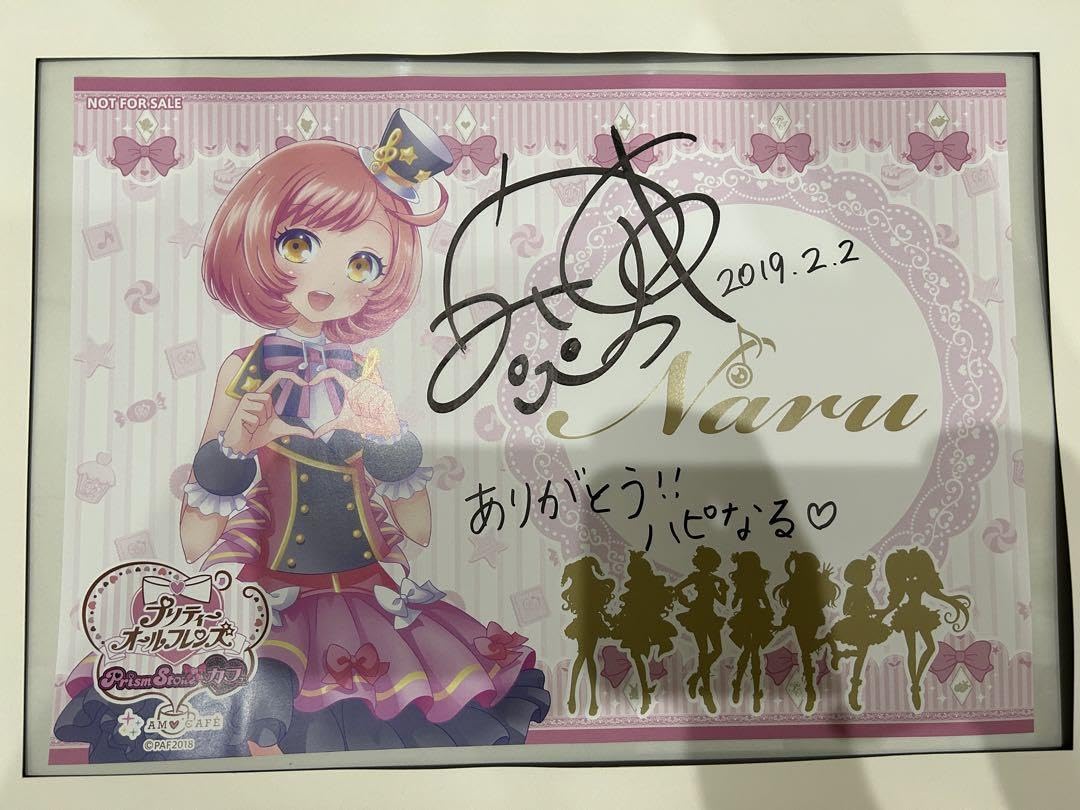 NOT FOR SALE
2019.2.2
Naru
ありがとう!!
ハピなる♡
プリティー
オールフレンズ
Prism Stone カフェ
AM♡CAFÉ
©PAF2018